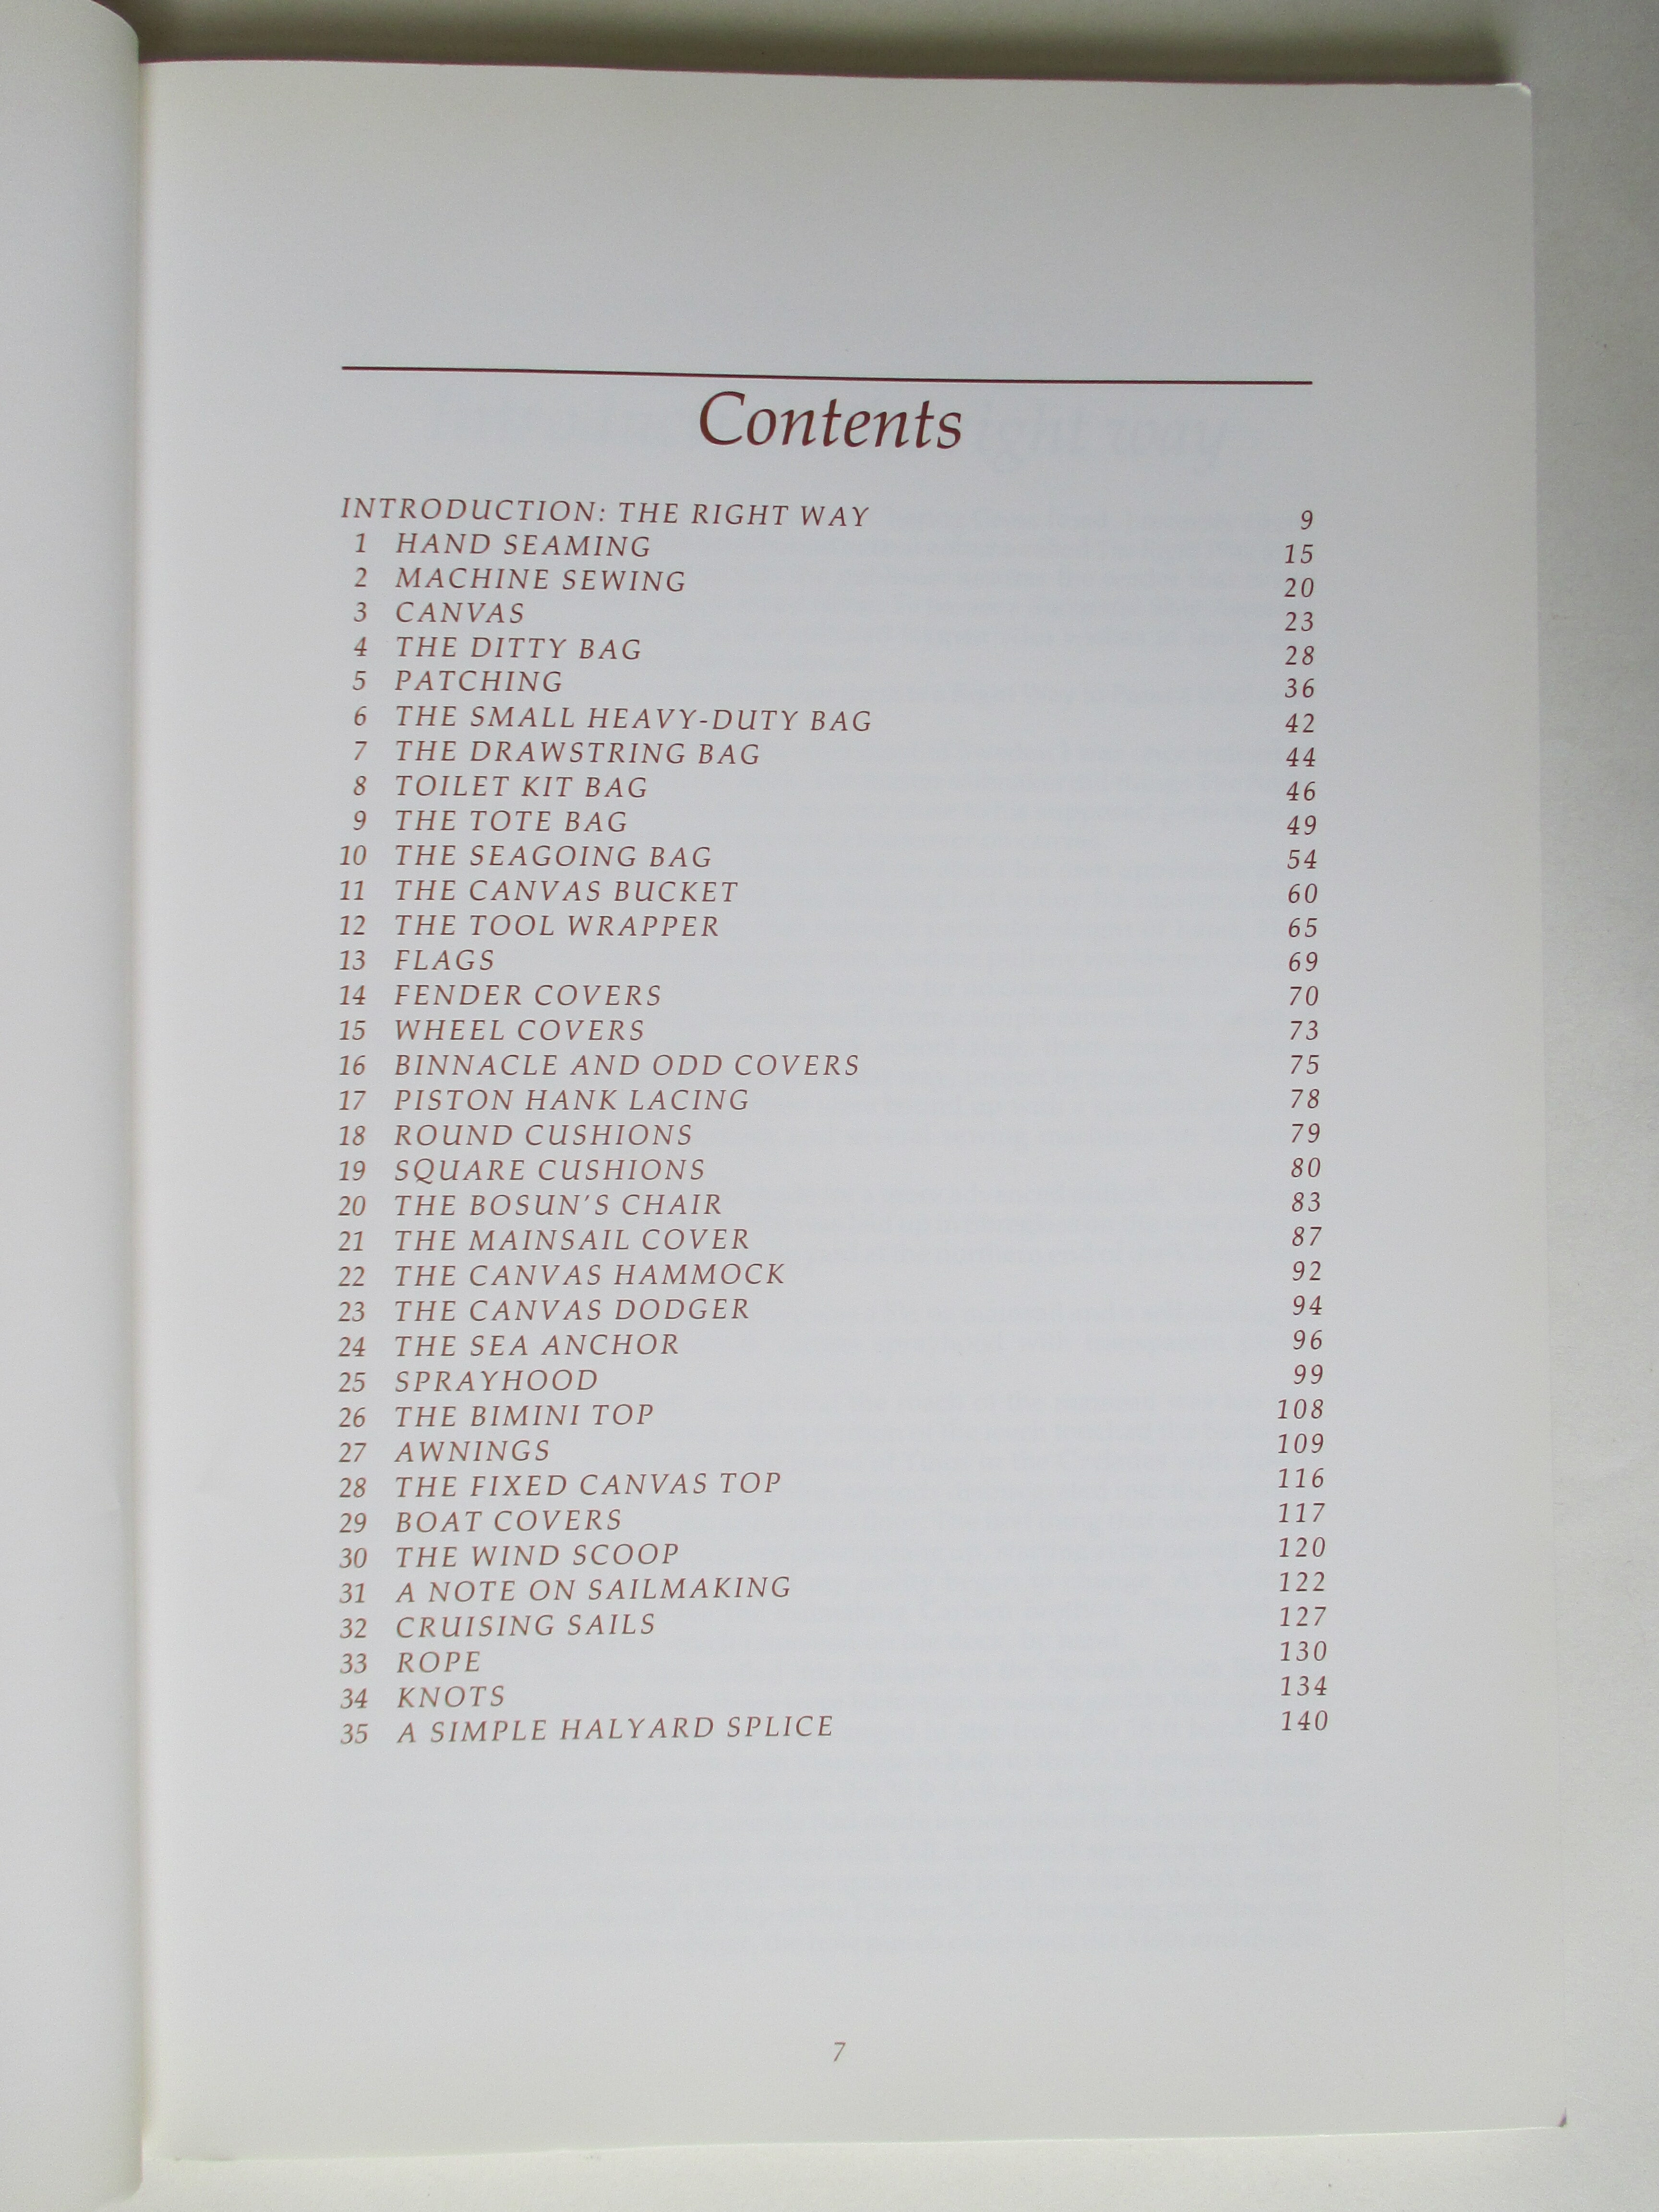 Contents
INTRODUCTION: THE RIGHT WAY 9
1 HAND SEAMING 15
2 MACHINE SEWING 20
3 CANVAS 23
4 THE DITTY BAG 28
5 PATCHING 36
6 THE SMALL HEAVY-DUTY BAG 42
7 THE DRAWSTRING BAG 44
8 TOILET KIT BAG 46
9 THE TOTE BAG 49
10 THE SEAGOING BAG 54
11 THE CANVAS BUCKET 60
12 THE TOOL WRAPPER 65
13 FLAGS 69
14 FENDER COVERS 70
15 WHEEL COVERS 73
16 BINNACLE AND ODD COVERS 75
17 PISTON HANK LACING 78
18 ROUND CUSHIONS 79
19 SQUARE CUSHIONS 80
20 THE BOSUN'S CHAIR 83
21 THE MAINSAIL COVER 87
22 THE CANVAS HAMMOCK 92
23 THE CANVAS DODGER 94
24 THE SEA ANCHOR 96
25 SPRAYHOOD 99
26 THE BIMINI TOP 108
27 AWNINGS 109
28 THE FIXED CANVAS TOP 116
29 BOAT COVERS 117
30 THE WIND SCOOP 120
31 A NOTE ON SAILMAKING 122
32 CRUISING SAILS 127
33 ROPE 130
34 KNOTS 134
35 A SIMPLE HALYARD SPLICE 140
7